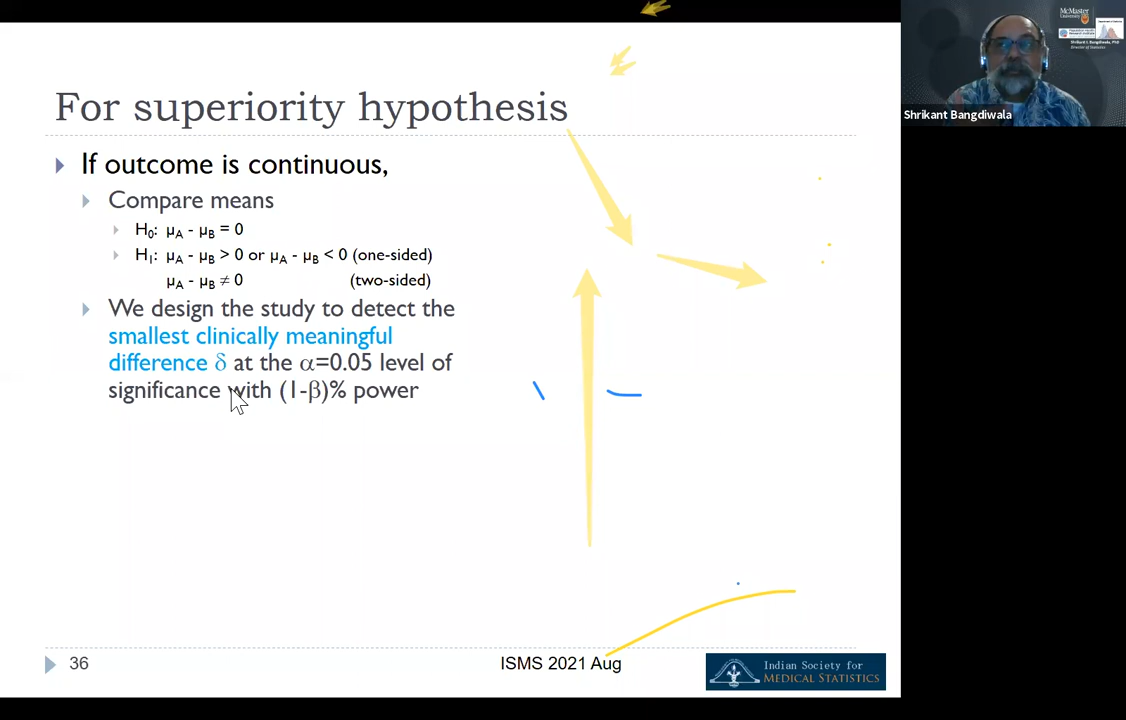 For superiority hypothesis
If outcome is continuous,
Compare means
H0: μA - μB = 0
H1: μA - μB > 0 or μA - μB < 0 (one-sided)
μA - μB ≠ 0 (two-sided)
We design the study to detect the
smallest clinically meaningful
difference δ at the α=0.05 level of
significance with (1-β)% power
36
ISMS 2021 Aug
Indian Society for
MEDICAL STATISTICS
McMaster
University
Shrikant Bangdiwala